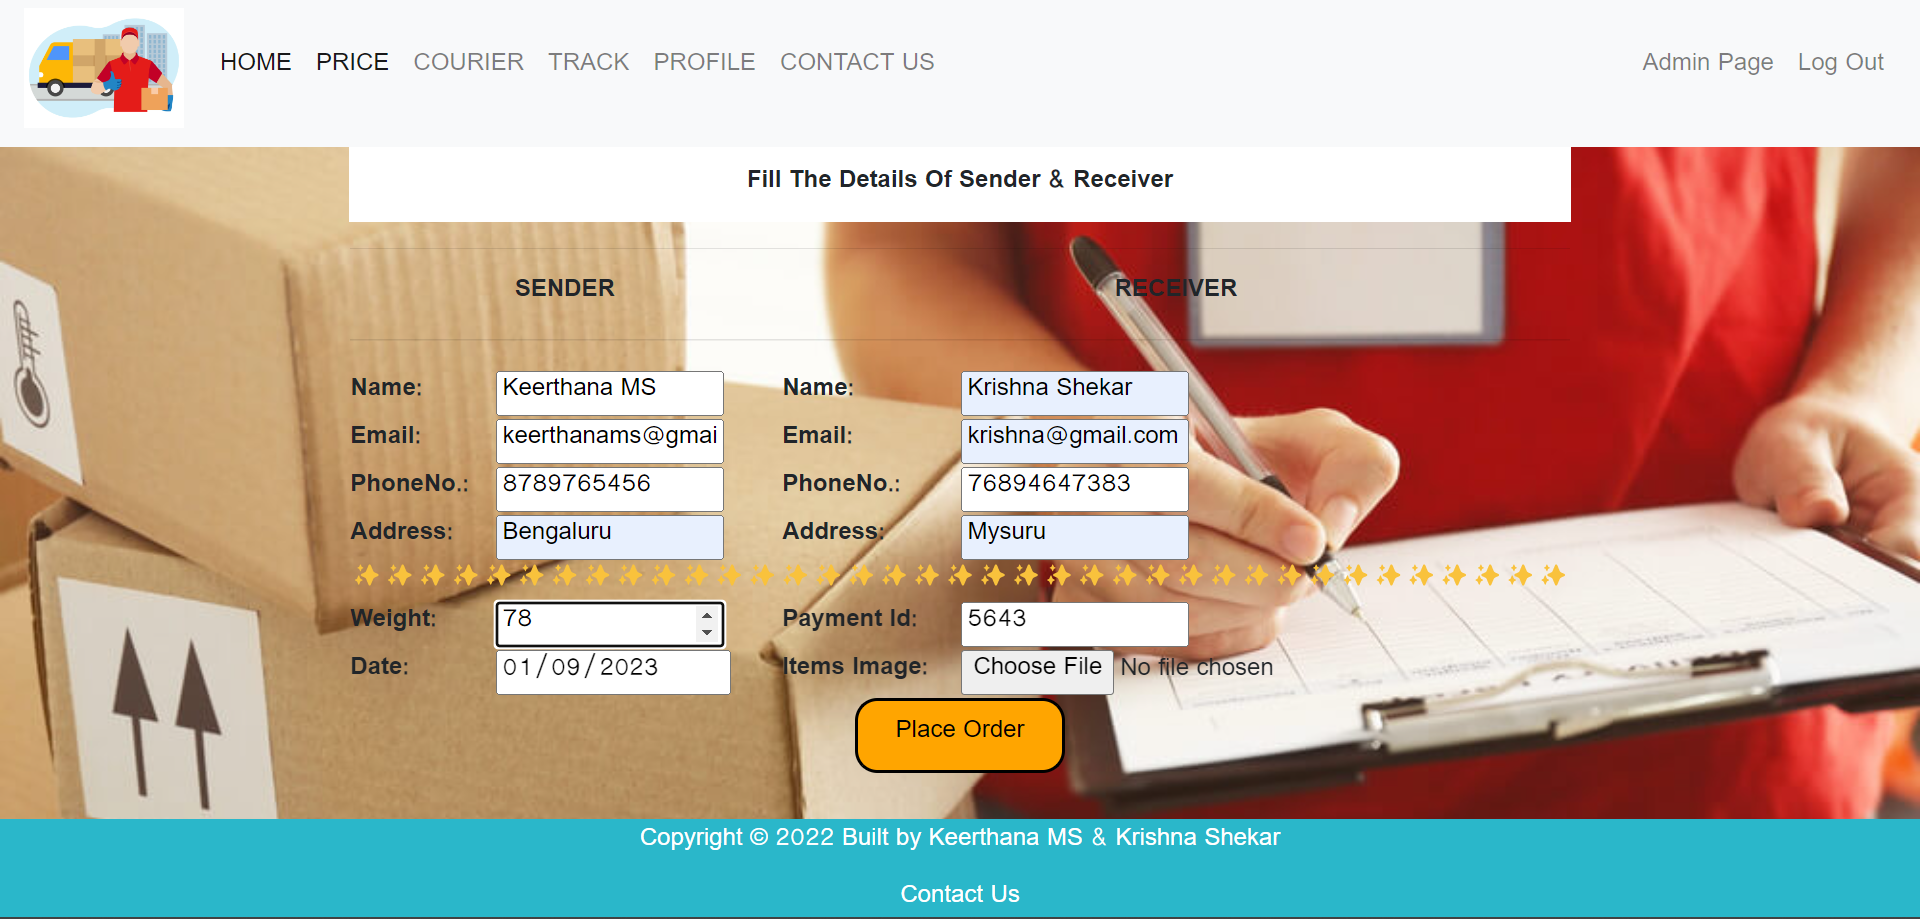 HOME PRICE COURIER TRACK PROFILE CONTACT US Admin Page Log Out
Fill The Details Of Sender & Receiver
SENDER RECEIVER
Name: Keerthana MS Name: Krishna Shekar
Email: keerthanams@gmai Email: krishna@gmail.com
PhoneNo.: 8789765456 PhoneNo.: 76894647383
Address: Bengaluru Address: Mysuru
Weight: 78 Payment Id: 5643
Date: 01/09/2023 Items Image: Choose File No file chosen
Place Order
Copyright © 2022 Built by Keerthana MS & Krishna Shekar
Contact Us